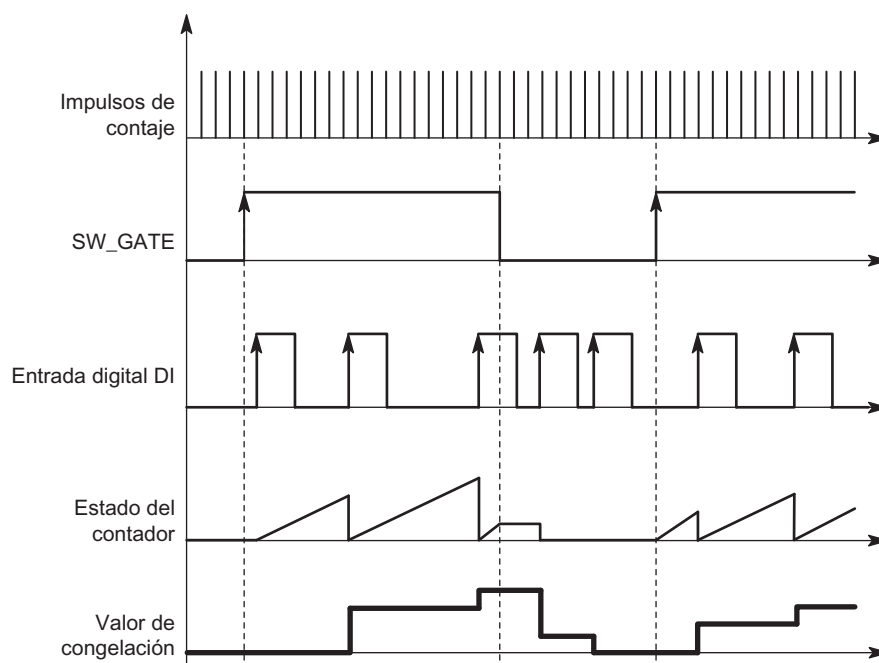 Impulsos de
contaje
SW_GATE
Entrada digital DI
Estado del
contador
Valor de
congelación